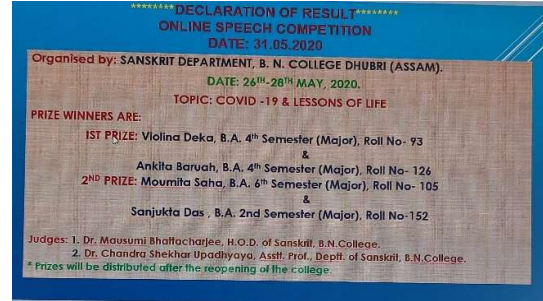 ********DECLARATION OF RESULT********
ONLINE SPEECH COMPETITION
DATE: 31.05.2020
Organised by: SANSKRIT DEPARTMENT, B. N. COLLEGE DHUBRI (ASSAM).
DATE: 26TH-28TH MAY, 2020.
TOPIC: COVID -19 & LESSONS OF LIFE
PRIZE WINNERS ARE:
1ST PRIZE: Violina Deka, B.A. 4th Semester (Major), Roll No- 93
&
Ankita Baruah, B.A. 4th Semester (Major), Roll No- 126
2ND PRIZE: Moumita Saha, B.A. 6th Semester (Major), Roll No- 105
&
Sanjukta Das , B.A. 2nd Semester (Major), Roll No-152
Judges: 1. Dr. Mausumi Bhattacharjee, H.O.D. of Sanskrit, B.N.College.
2. Dr. Chandra Shekhar Upadhyaya, Asstt. Prof., Deptt. of Sanskrit, B.N.College.
* Prizes will be distributed after the reopening of the college.